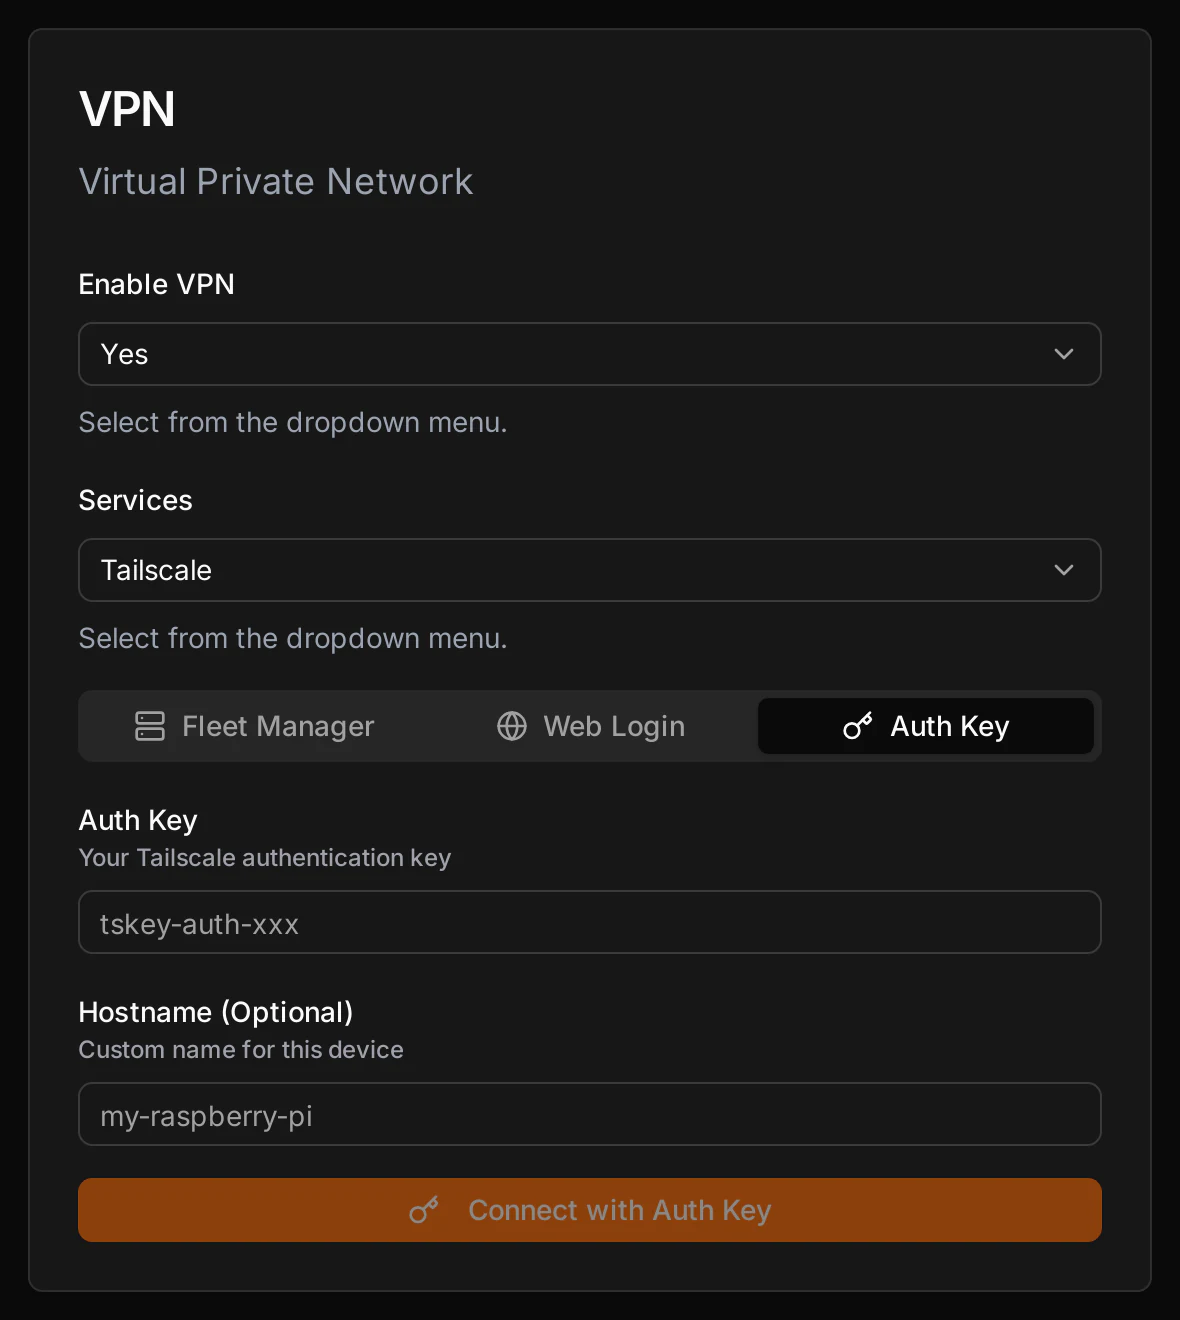 VPN
Virtual Private Network
Enable VPN
Yes
Select from the dropdown menu.
Services
Tailscale
Select from the dropdown menu.
Fleet Manager Web Login Auth Key
Auth Key
Your Tailscale authentication key
tskey-auth-xxx
Hostname (Optional)
Custom name for this device
my-raspberry-pi
Connect with Auth Key